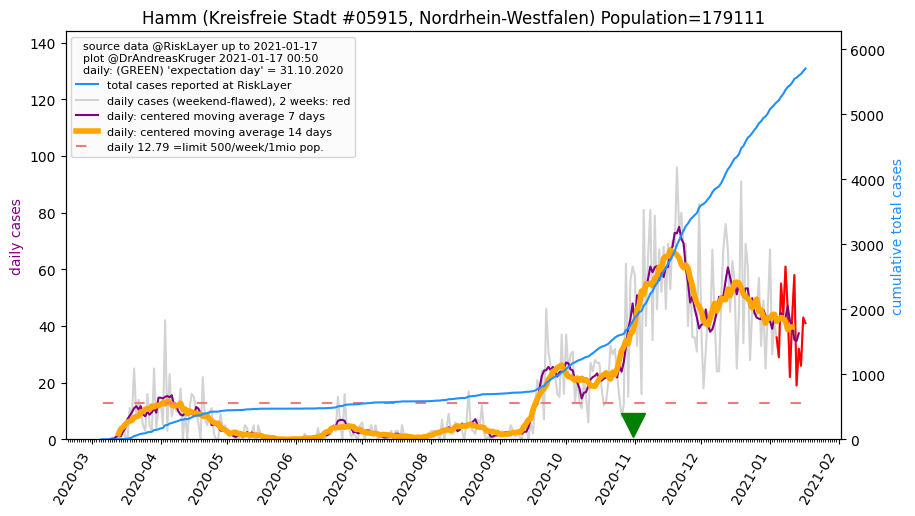 Hamm (Kreisfreie Stadt #05915, Nordrhein-Westfalen) Population=179111
source data @RiskLayer up to 2021-01-17
plot @DrAndreasKruger 2021-01-17 00:50
daily: (GREEN) 'expectation day' = 31.10.2020
total cases reported at RiskLayer
daily cases (weekend-flawed), 2 weeks: red
daily: centered moving average 7 days
daily: centered moving average 14 days
daily 12.79 =limit 500/week/1mio pop.
daily cases
140
120
100
80
60
40
20
0
6000
5000
4000
3000
2000
1000
0
cumulative total cases
2020-03
2020-04
2020-05
2020-06
2020-07
2020-08
2020-09
2020-10
2020-11
2020-12
2021-01
2021-02